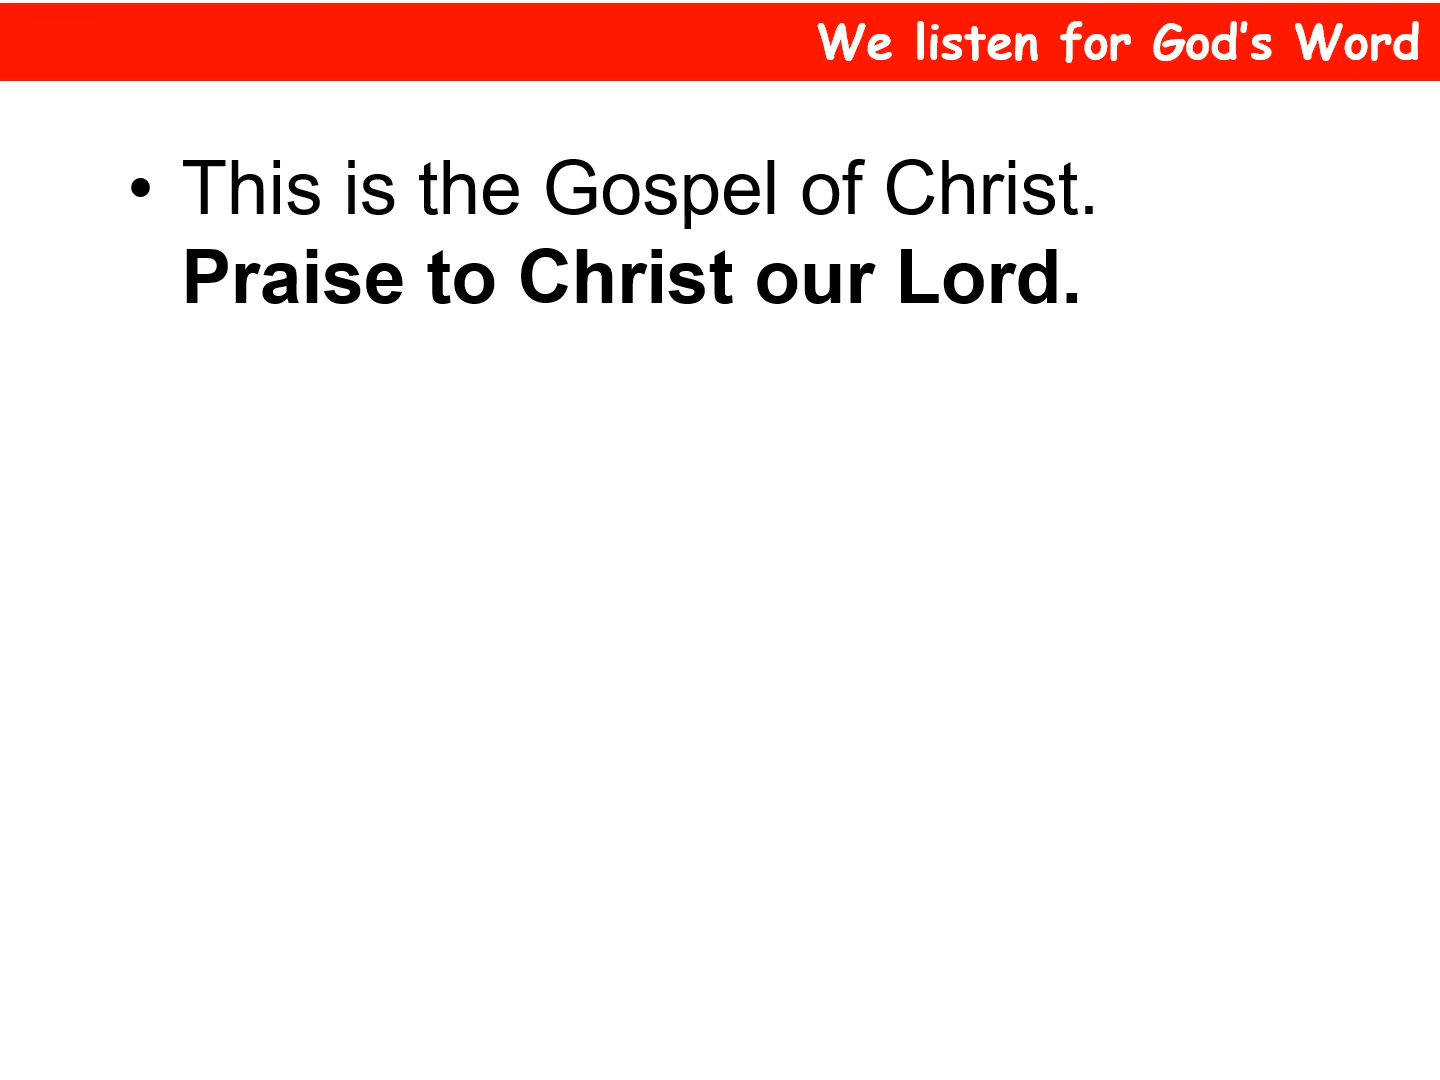 We listen for God's Word
• This is the Gospel of Christ.
Praise to Christ our Lord.